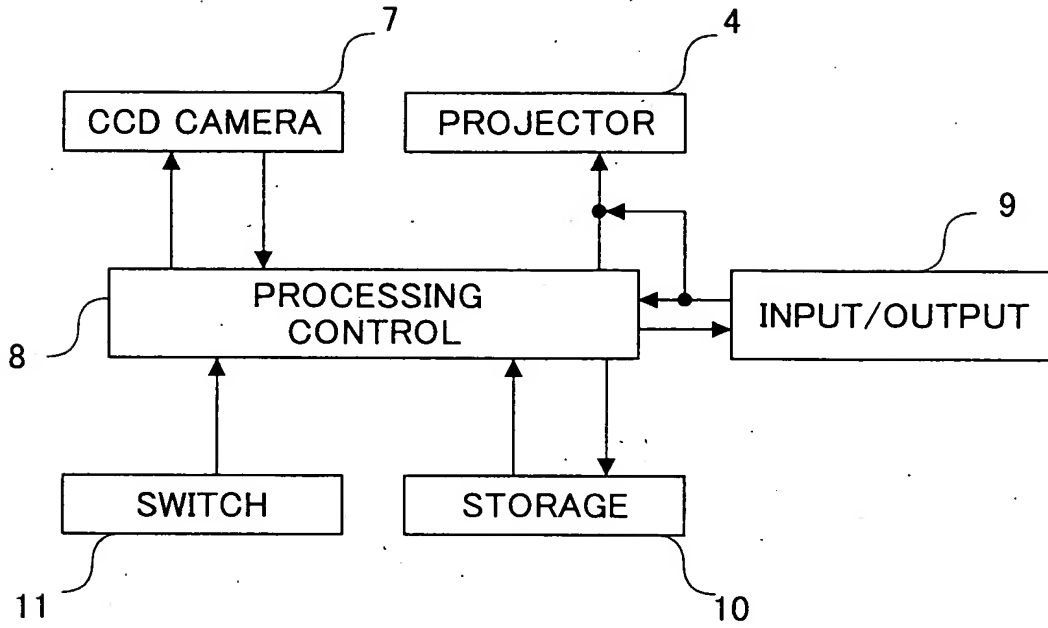 7
4
CCD CAMERA
PROJECTOR
9
PROCESSING
CONTROL
INPUT/OUTPUT
8
SWITCH
STORAGE
11
10